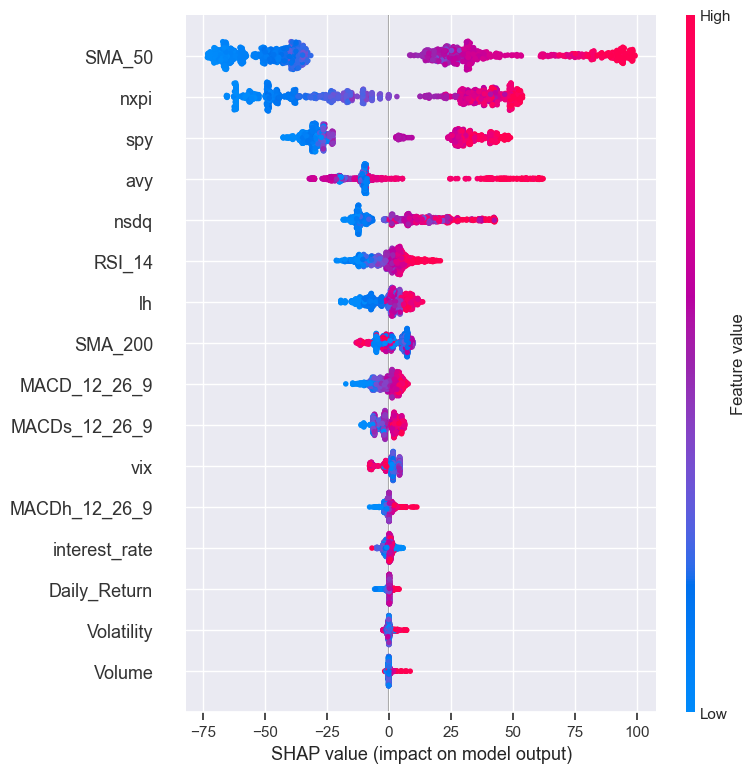 High
SMA_50
nxpi
spy
avy
nsdq
RSI_14
lh
SMA_200
MACD_12_26_9
MACDs_12_26_9
vix
MACDh_12_26_9
interest_rate
Daily_Return
Volatility
Volume
Feature value
Low
−75 −50 −25 0 25 50 75 100
SHAP value (impact on model output)